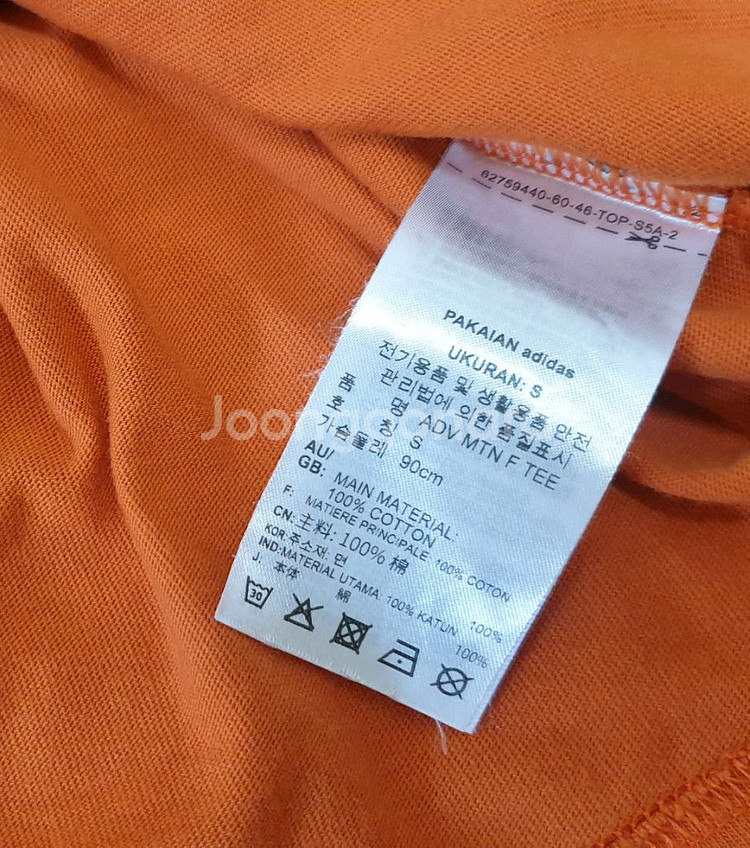 62759440-60-46-TOP-S5A-2
2
PAKAIAN adidas
UKURAN: S
전기용품 및 생활용품 안전
관리법에 의한 품질표시
품 명 ADV MTN F TEE
호 칭 S
가슴둘레 90cm
AU/
GB: MAIN MATERIAL:
100% COTTON
F: MATIERE PRINCIPALE 100% COTON
CN: 主料: 100% 棉
KOR:주소재: 면 100%
IND:MATERIAL UTAMA: 100% KATUN
J: 本体 綿 100%
30
Joongonna